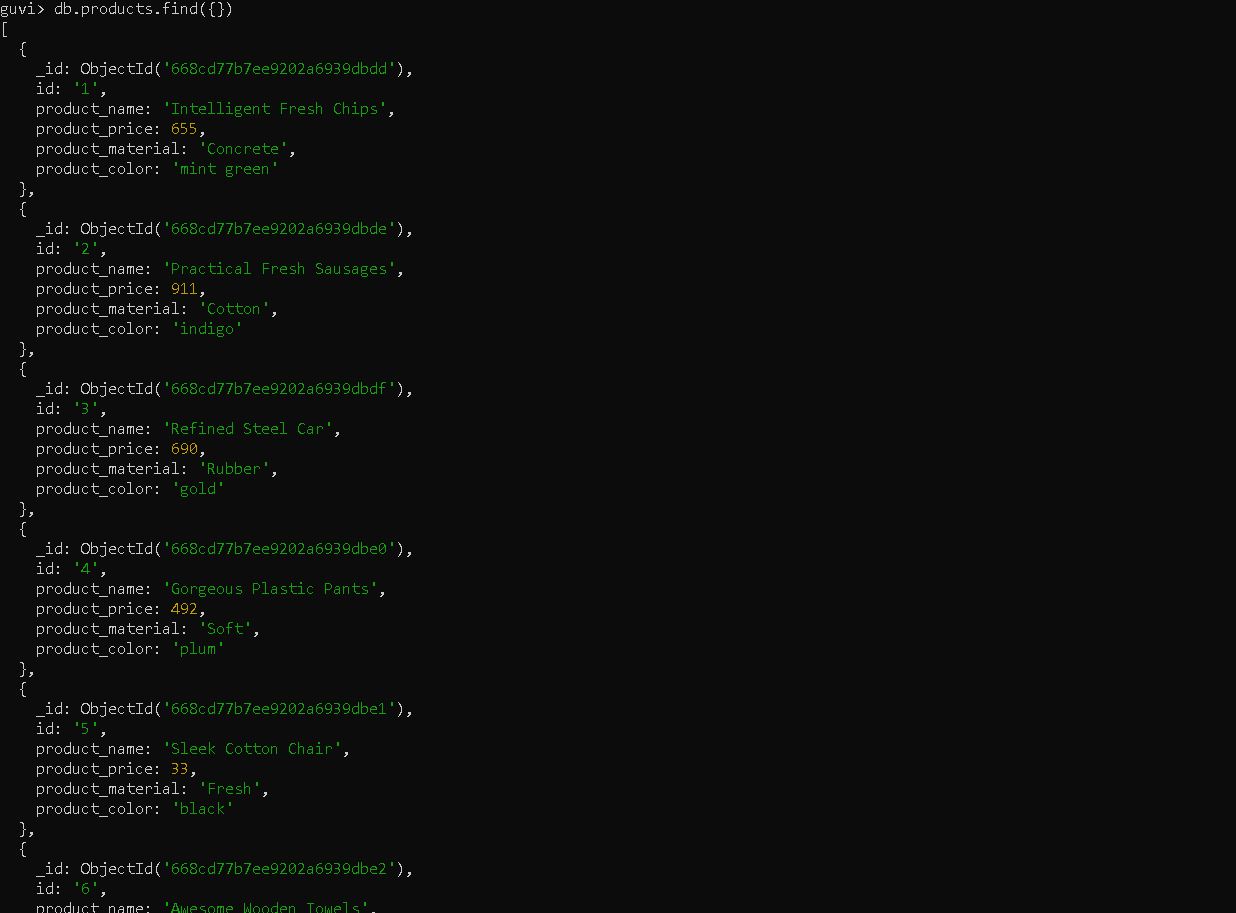 guvi> db.products.find({})
[
  {
    _id: ObjectId('668cd77b7ee9202a6939dbdd'),
    id: '1',
    product_name: 'Intelligent Fresh Chips',
    product_price: 655,
    product_material: 'Concrete',
    product_color: 'mint green'
  },
  {
    _id: ObjectId('668cd77b7ee9202a6939dbde'),
    id: '2',
    product_name: 'Practical Fresh Sausages',
    product_price: 911,
    product_material: 'Cotton',
    product_color: 'indigo'
  },
  {
    _id: ObjectId('668cd77b7ee9202a6939dbdf'),
    id: '3',
    product_name: 'Refined Steel Car',
    product_price: 690,
    product_material: 'Rubber',
    product_color: 'gold'
  },
  {
    _id: ObjectId('668cd77b7ee9202a6939dbe0'),
    id: '4',
    product_name: 'Gorgeous Plastic Pants',
    product_price: 492,
    product_material: 'Soft',
    product_color: 'plum'
  },
  {
    _id: ObjectId('668cd77b7ee9202a6939dbe1'),
    id: '5',
    product_name: 'Sleek Cotton Chair',
    product_price: 33,
    product_material: 'Fresh',
    product_color: 'black'
  },
  {
    _id: ObjectId('668cd77b7ee9202a6939dbe2'),
    id: '6',
    product_name: 'Awesome Wooden Towels',